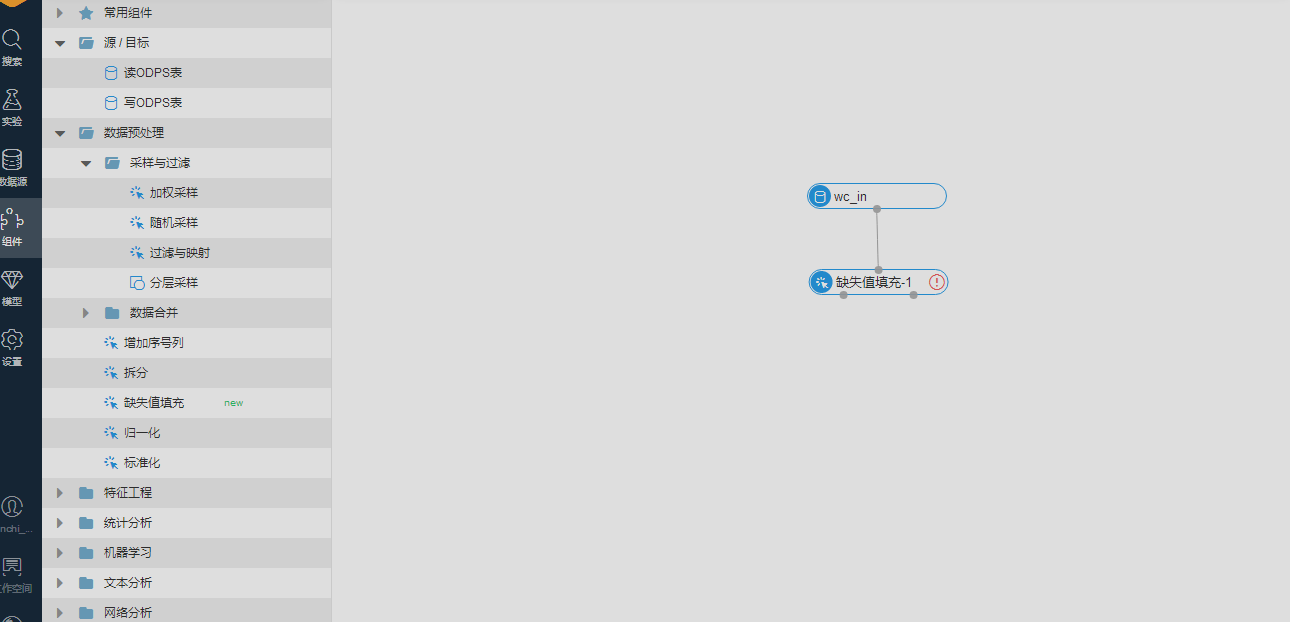 搜索
实验
数据源
组件
模型
设置
nchi_...
作空间
常用组件
源 / 目标
读ODPS表
写ODPS表
数据预处理
采样与过滤
加权采样
随机采样
过滤与映射
分层采样
数据合并
增加序号列
拆分
缺失值填充 new
归一化
标准化
特征工程
统计分析
机器学习
文本分析
网络分析
wc_in
缺失值填充-1